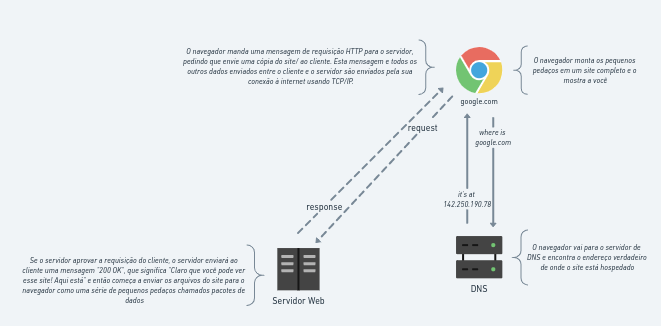 O navegador manda uma mensagem de requisição HTTP para o servidor,
pedindo que envie uma cópia do site/ ao cliente. Esta mensagem e todos os
outros dados enviados entre o cliente e o servidor são enviados pela sua
conexão à internet usando TCP/IP.
O navegador monta os pequenos
pedaços em um site completo e o
mostra a você
google.com
request
where is
google.com
it's at
142.250.190.78
response
Se o servidor aprovar a requisição do cliente, o servidor enviará ao
cliente uma mensagem "200 OK", que significa "Claro que você pode ver
esse site! Aqui está" e então começa a enviar os arquivos do site para o
navegador como uma série de pequenos pedaços chamados pacotes de
dados
Servidor Web
O navegador vai para o servidor de
DNS e encontra o endereço verdadeiro
de onde o site está hospedado
DNS